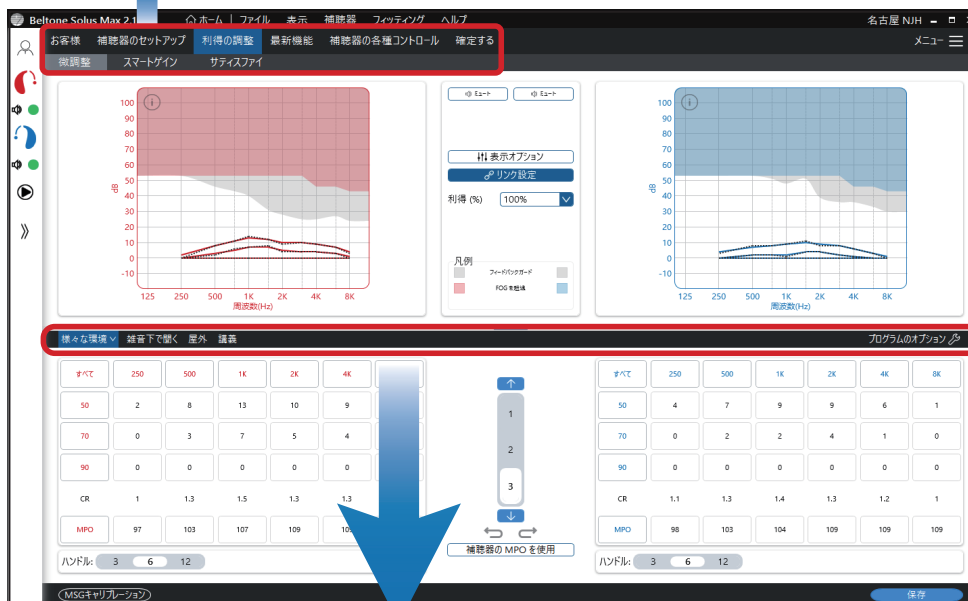 Beltone Solus Max 2.1 ホーム | ファイル 表示 補聴器 フィッティング ヘルプ 名古屋 NJH
お客様 補聴器のセットアップ 利得の調整 最新機能 補聴器の各種コントロール 確定する メニュー
微調整 スマートゲイン サティスファイ
ミュート ミュート
表示オプション
リンク設定
利得 (%) 100%
凡例
フィードバックガード
100
90
80
70
60
50
40
30
20
10
0
-10
dB
125 250 500 1K 2K 4K 8K
周波数(Hz)
100
90
80
70
60
50
40
30
20
10
0
-10
dB
125 250 500 1K 2K 4K 8K
周波数(Hz)
様々な環境 雑音下で聞く 屋外 講義 プログラムのオプション
すべて 250 500 1K 2K 4K
50 2 8 13 10 9
70 0 3 7 5 4
90 0 0 0 0 0
CR 1 1.3 1.5 1.3 1.3
MPO 97 103 107 109
ハンドル: 3 6 12
1
2
3
補聴器の MPO を使用
すべて 250 500 1K 2K 4K 8K
50 4 7 9 9 6 1
70 0 2 2 4 1 0
90 0 0 0 0 0 0
CR 1.1 1.3 1.4 1.3 1.2 1
MPO 98 103 104 109 109 109
ハンドル: 3 6 12
MSGキャリブレーション 保存